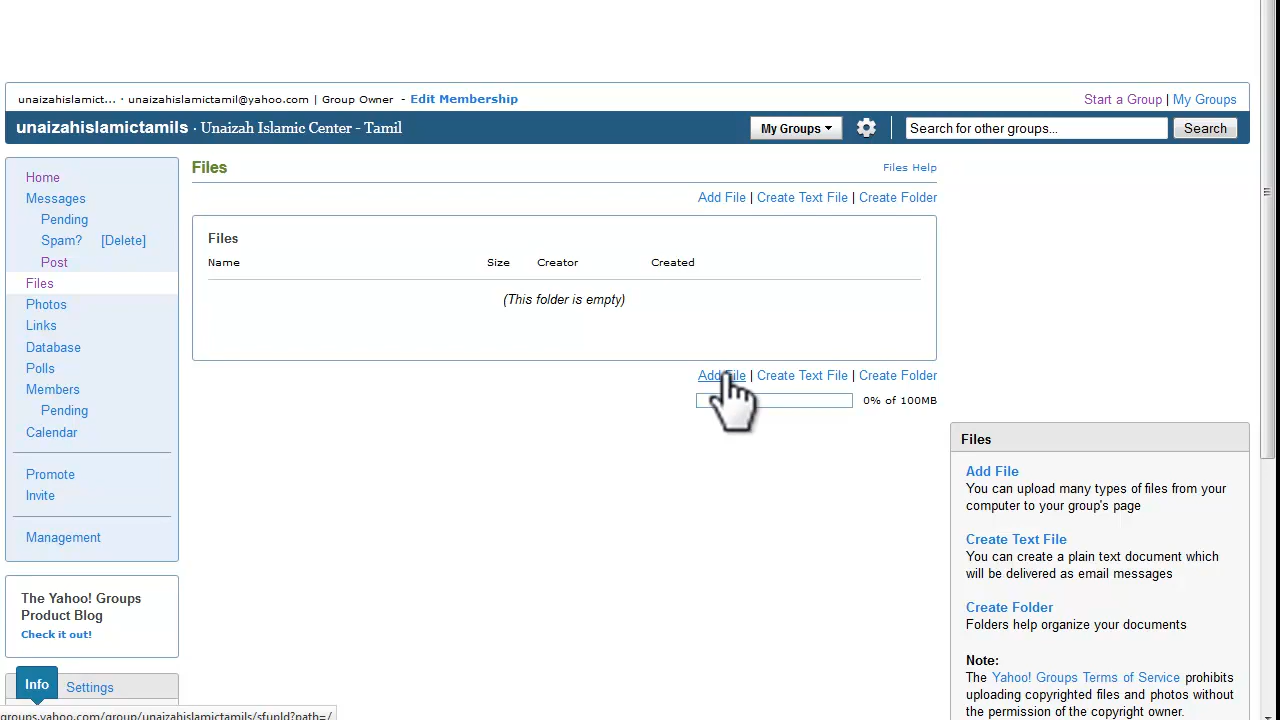 unaizahislamict... · unaizahislamictamil@yahoo.com | Group Owner - Edit Membership
Start a Group | My Groups
unaizahislamictamils · Unaizah Islamic Center - Tamil
My Groups
Search for other groups...
Search
Home
Messages
Pending
Spam? [Delete]
Post
Files
Photos
Links
Database
Polls
Members
Pending
Calendar
Promote
Invite
Management
The Yahoo! Groups
Product Blog
Check it out!
Info
Settings
groups.yahoo.com/group/unaizahislamictamils/sfupld?path=/
Files
Files Help
Add File | Create Text File | Create Folder
Files
Name Size Creator Created
(This folder is empty)
Add File | Create Text File | Create Folder
0% of 100MB
Files
Add File
You can upload many types of files from your
computer to your group's page
Create Text File
You can create a plain text document which
will be delivered as email messages
Create Folder
Folders help organize your documents
Note:
The Yahoo! Groups Terms of Service prohibits
uploading copyrighted files and photos without
the permission of the copyright owner.